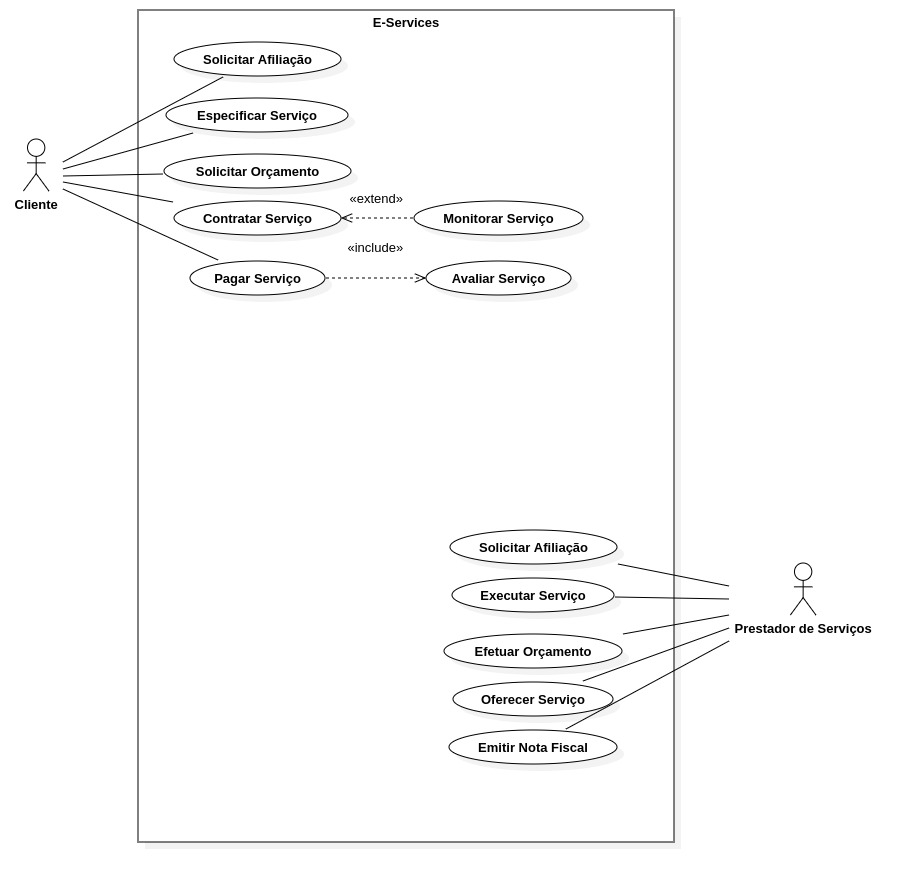 E-Services
Solicitar Afiliação
Especificar Serviço
Solicitar Orçamento
«extend»
Cliente
Contratar Serviço
Monitorar Serviço
«include»
Pagar Serviço
Avaliar Serviço
Solicitar Afiliação
Executar Serviço
Prestador de Serviços
Efetuar Orçamento
Oferecer Serviço
Emitir Nota Fiscal